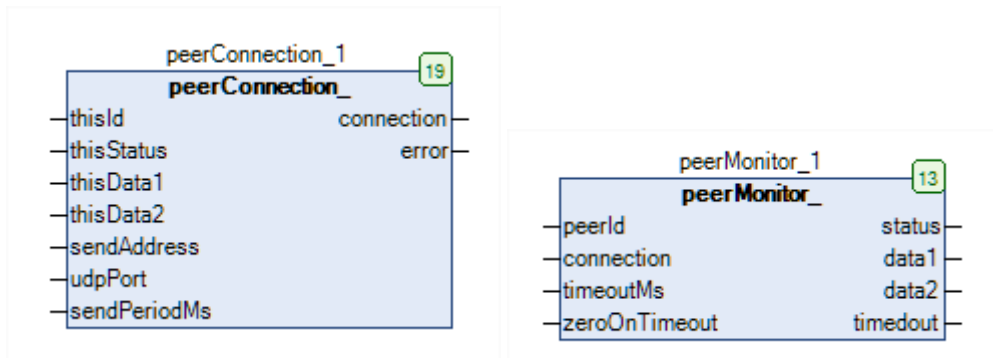 peerConnection_1
19
peerConnection_
thisId connection
thisStatus error
thisData1
thisData2
sendAddress
udpPort
sendPeriodMs
peerMonitor_1
13
peerMonitor_
peerId status
connection data1
timeoutMs data2
zeroOnTimeout timedout